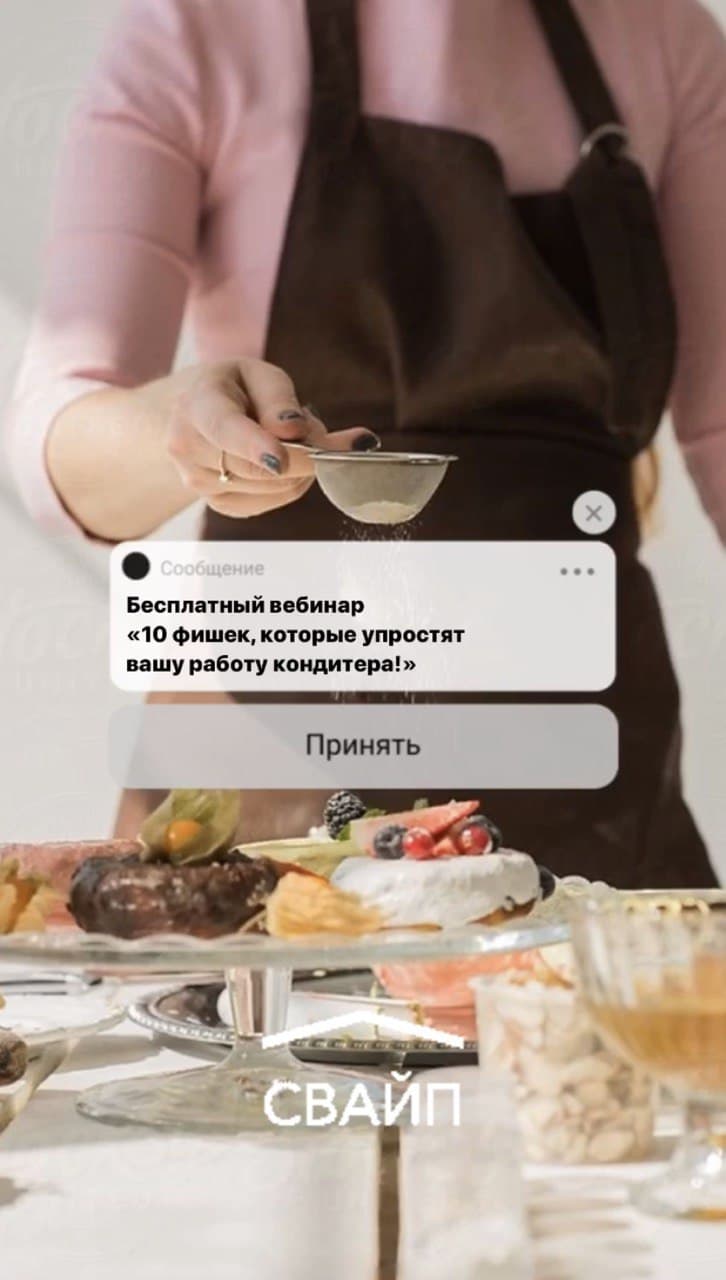 Сообщение
Бесплатный вебинар
«10 фишек, которые упростят
вашу работу кондитера!»
Принять
СВАЙП